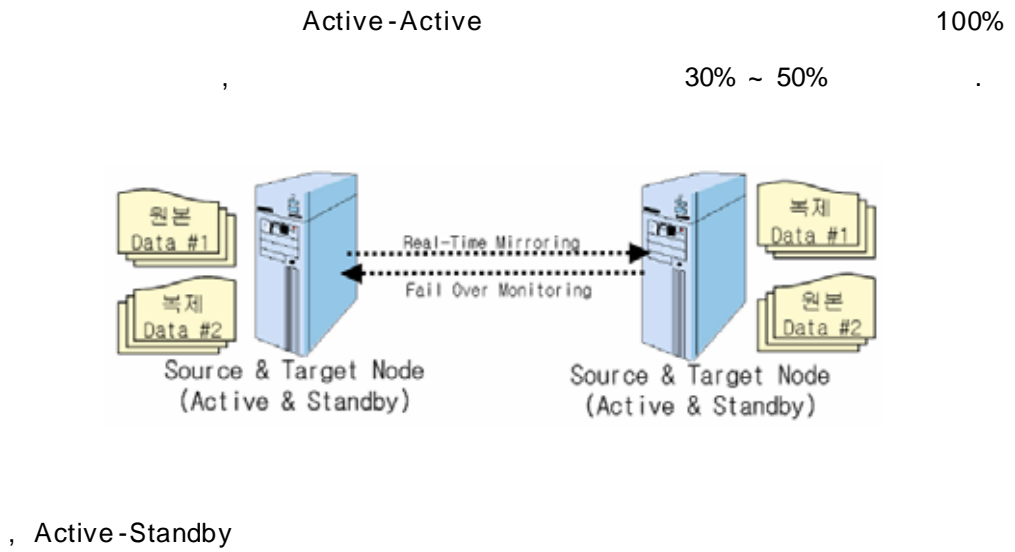 Active-Active 100%
, 30% ~ 50% .
원본
Data #1
복제
Data #2
Real-Time Mirroring
Fail Over Monitoring
복제
Data #1
원본
Data #2
Source & Target Node
(Active & Standby)
Source & Target Node
(Active & Standby)
, Active-Standby